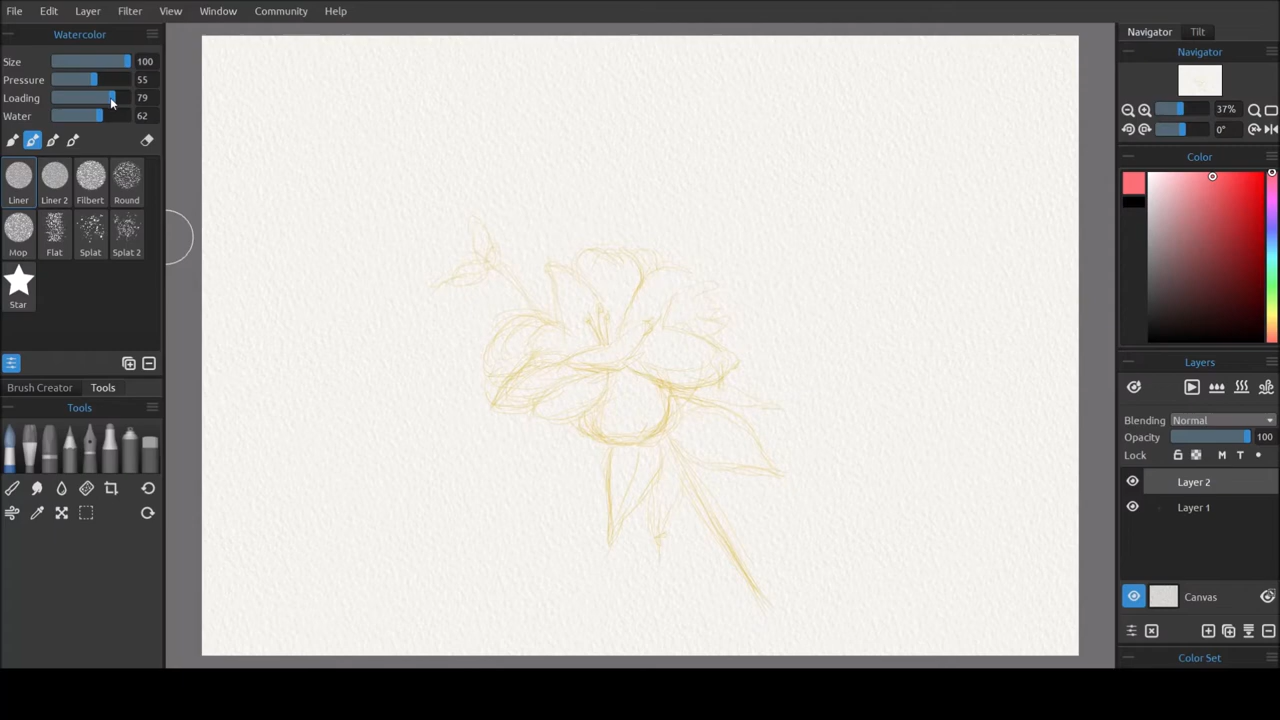 File Edit Layer Filter View Window Community Help
Watercolor
Size 100
Pressure 55
Loading 79
Water 62
Liner Liner 2 Filbert Round
Mop Flat Splat Splat 2
Star
Brush Creator Tools
Tools
Navigator Tilt
Navigator
37%
0°
Color
Layers
Blending Normal
Opacity 100
Lock M T
Layer 2
Layer 1
Canvas
Color Set